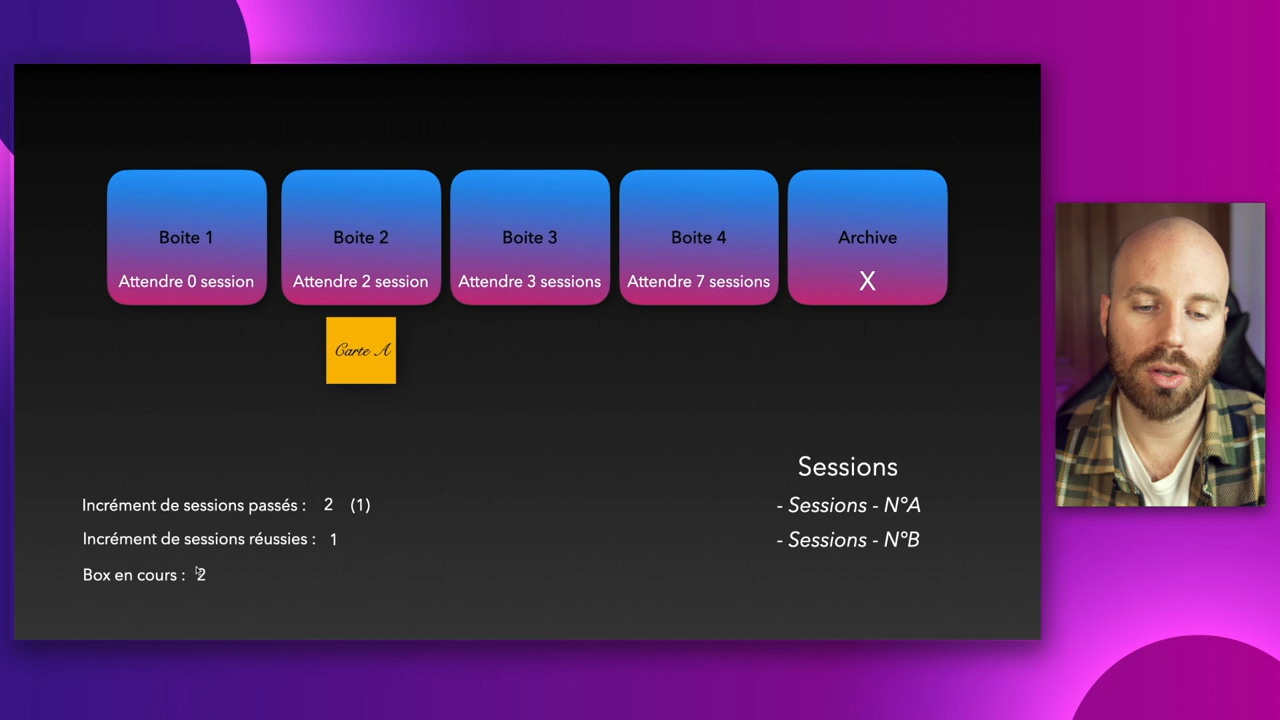 Boite 1
Attendre 0 session
Boite 2
Attendre 2 session
Boite 3
Attendre 3 sessions
Boite 4
Attendre 7 sessions
Archive
X
Carte A
Incrément de sessions passés : 2 (1)
Incrément de sessions réussies : 1
Box en cours : 2
Sessions
- Sessions - N°A
- Sessions - N°B